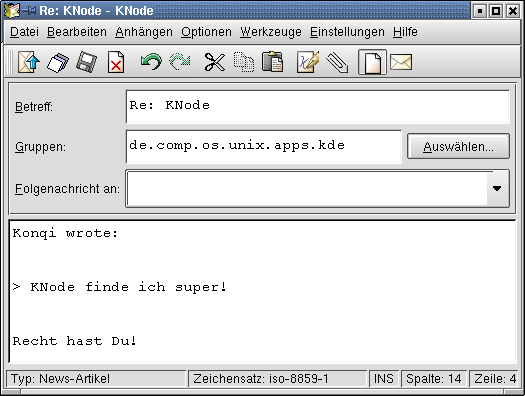 Re: KNode - KNode
Datei Bearbeiten Anhängen Optionen Werkzeuge Einstellungen Hilfe
Betreff: Re: KNode
Gruppen: de.comp.os.unix.apps.kde Auswählen...
Folgenachricht an:
Konqi wrote:
> KNode finde ich super!
Recht hast Du!
Typ: News-Artikel Zeichensatz: iso-8859-1 INS Spalte: 14 Zeile: 4